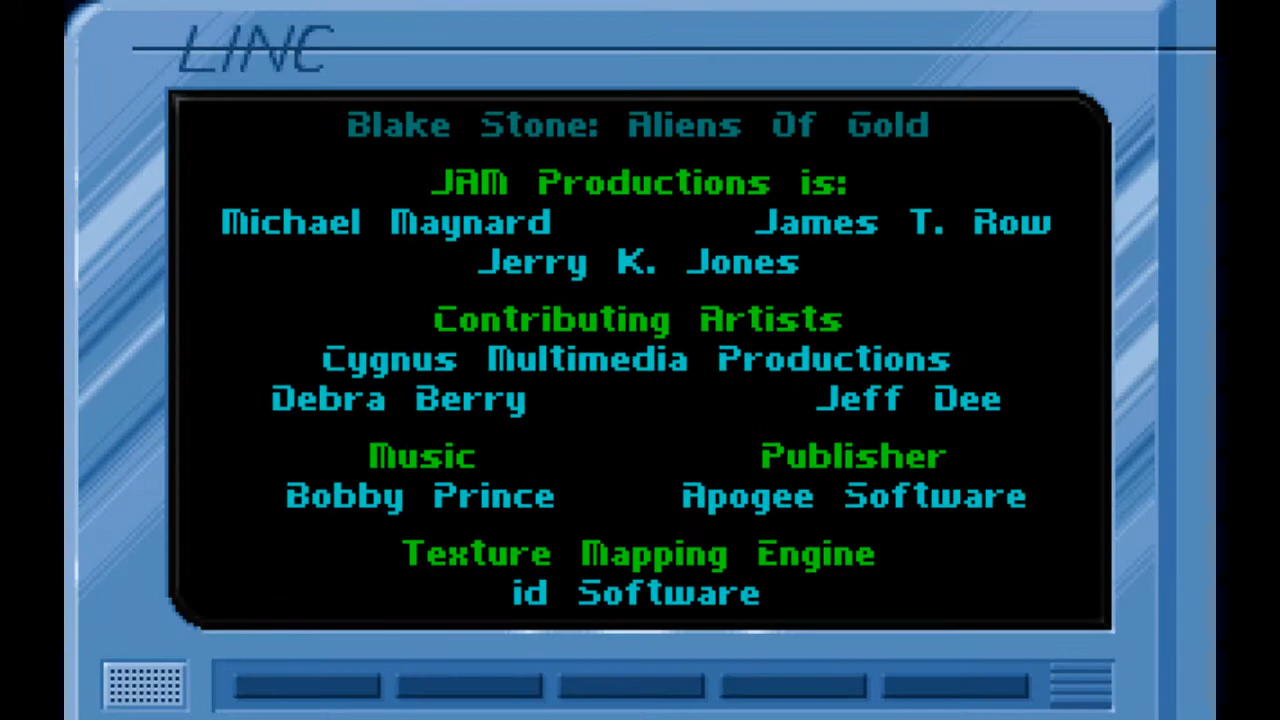 LINC
Blake Stone: Aliens Of Gold
JAM Productions is:
Michael Maynard James T. Row
Jerry K. Jones
Contributing Artists
Cygnus Multimedia Productions
Debra Berry Jeff Dee
Music Publisher
Bobby Prince Apogee Software
Texture Mapping Engine
id Software